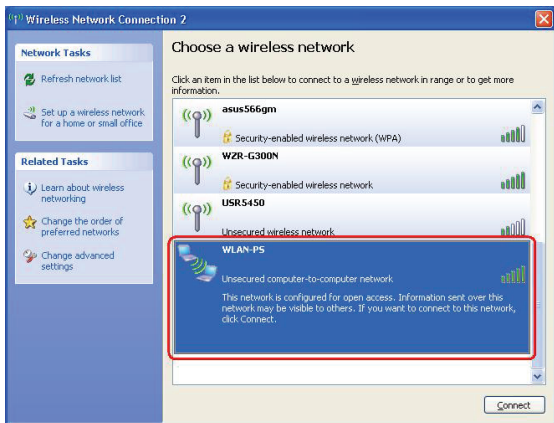 Wireless Network Connection 2
Network Tasks
Refresh network list
Set up a wireless network
for a home or small office
Related Tasks
Learn about wireless
networking
Change the order of
preferred networks
Change advanced
settings
Choose a wireless network
Click an item in the list below to connect to a wireless network in range or to get more
information.
asus566gm
Security-enabled wireless network (WPA)
WZR-G300N
Security-enabled wireless network
USR5450
Unsecured wireless network
WLAN-PS
Unsecured computer-to-computer network
This network is configured for open access. Information sent over this
network may be visible to others. If you want to connect to this network,
click Connect.
Connect